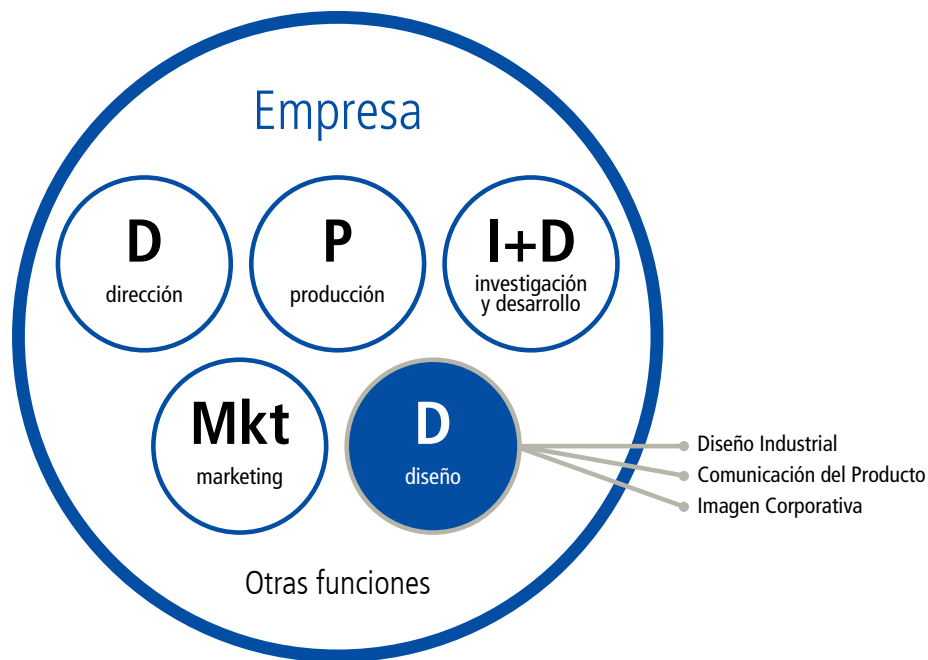 Empresa
D
dirección
P
producción
I+D
investigación
y desarrollo
Mkt
marketing
D
diseño
Diseño Industrial
Comunicación del Producto
Imagen Corporativa
Otras funciones